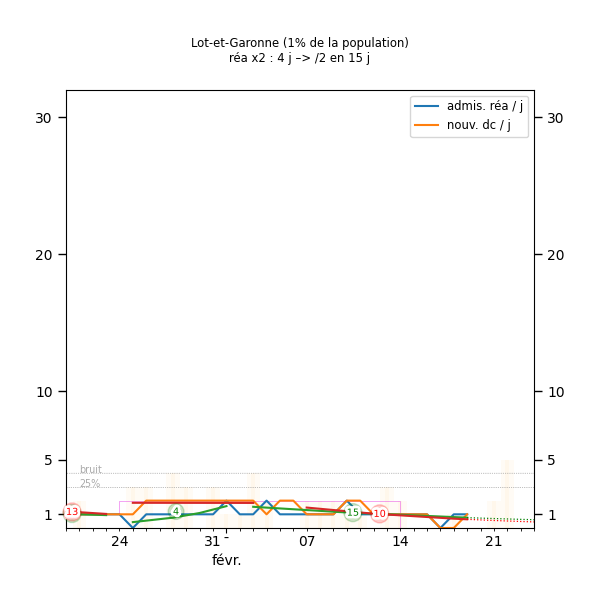 Lot-et-Garonne (1% de la population)
réa x2 : 4 j –> /2 en 15 j
admis. réa / j
nouv. dc / j
30 30
20 20
10 10
5 5
bruit
25%
1 1
13 4 15 10
24 31 07 14 21
févr.